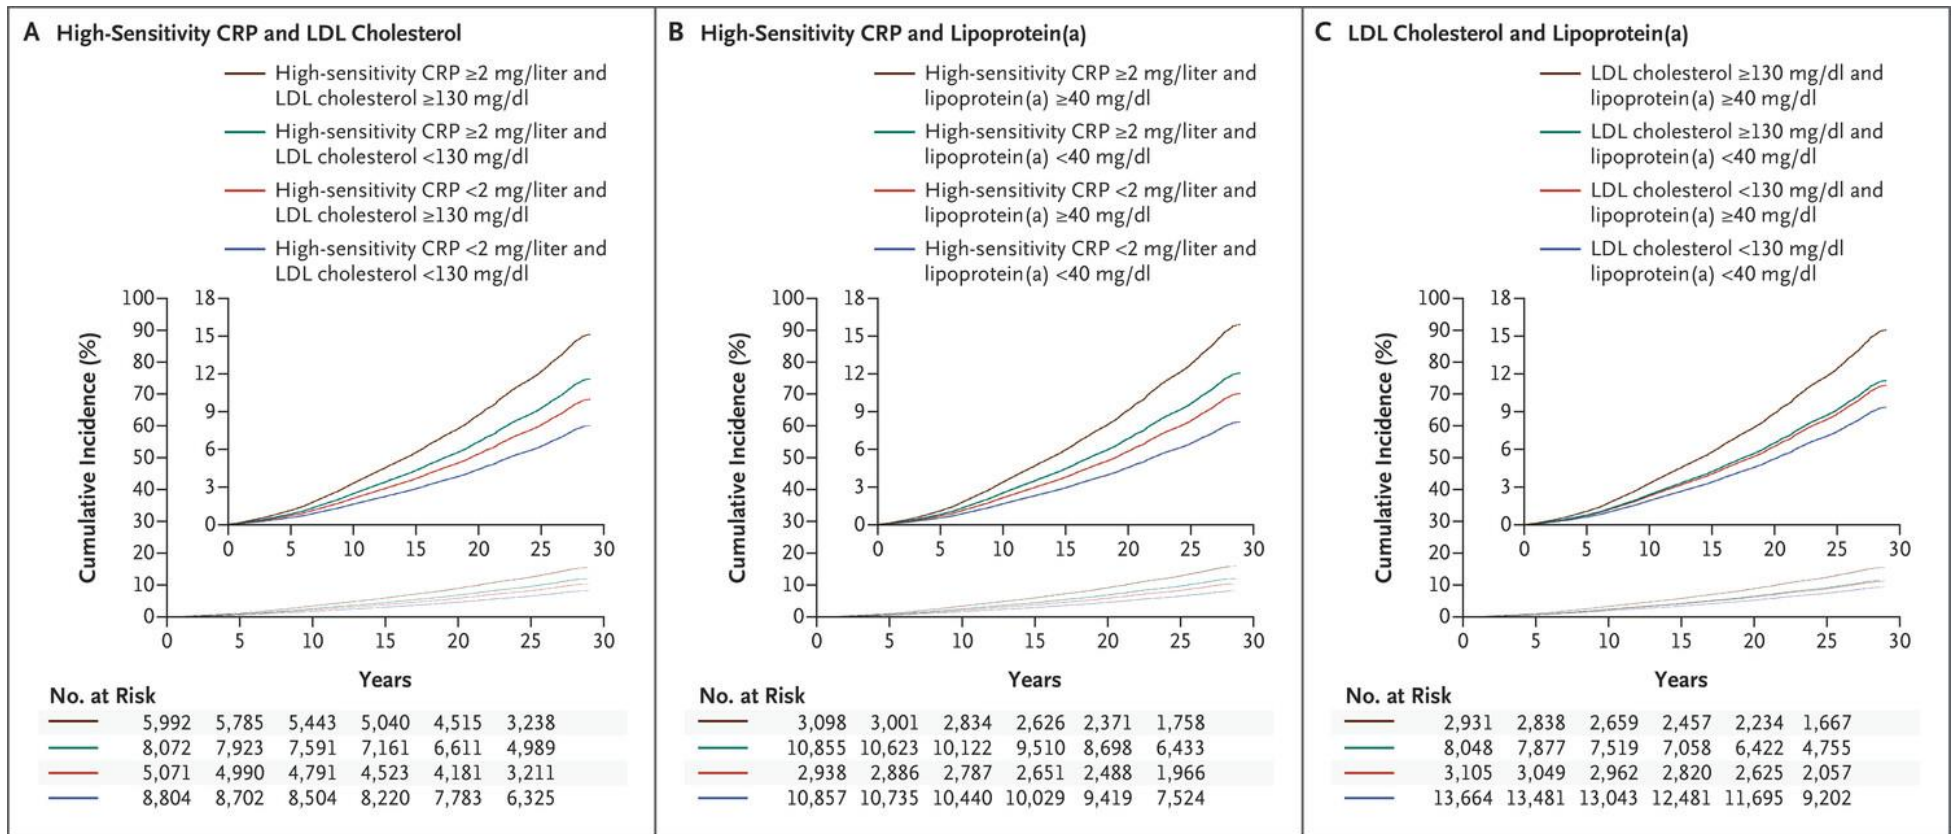 A High-Sensitivity CRP and LDL Cholesterol
High-sensitivity CRP ≥2 mg/liter and
LDL cholesterol ≥130 mg/dl
High-sensitivity CRP ≥2 mg/liter and
LDL cholesterol <130 mg/dl
High-sensitivity CRP <2 mg/liter and
LDL cholesterol ≥130 mg/dl
High-sensitivity CRP <2 mg/liter and
LDL cholesterol <130 mg/dl
Cumulative Incidence (%)
100
90
80
70
60
50
40
30
20
10
0
18
15
12
9
6
3
0
0 5 10 15 20 25 30
0 5 10 15 20 25 30
Years
No. at Risk
5,992 5,785 5,443 5,040 4,515 3,238
8,072 7,923 7,591 7,161 6,611 4,989
5,071 4,990 4,791 4,523 4,181 3,211
8,804 8,702 8,504 8,220 7,783 6,325
B High-Sensitivity CRP and Lipoprotein(a)
High-sensitivity CRP ≥2 mg/liter and
lipoprotein(a) ≥40 mg/dl
High-sensitivity CRP ≥2 mg/liter and
lipoprotein(a) <40 mg/dl
High-sensitivity CRP <2 mg/liter and
lipoprotein(a) ≥40 mg/dl
High-sensitivity CRP <2 mg/liter and
lipoprotein(a) <40 mg/dl
Cumulative Incidence (%)
100
90
80
70
60
50
40
30
20
10
0
18
15
12
9
6
3
0
0 5 10 15 20 25 30
0 5 10 15 20 25 30
Years
No. at Risk
3,098 3,001 2,834 2,626 2,371 1,758
10,855 10,623 10,122 9,510 8,698 6,433
2,938 2,886 2,787 2,651 2,488 1,966
10,857 10,735 10,440 10,029 9,419 7,524
C LDL Cholesterol and Lipoprotein(a)
LDL cholesterol ≥130 mg/dl and
lipoprotein(a) ≥40 mg/dl
LDL cholesterol ≥130 mg/dl and
lipoprotein(a) <40 mg/dl
LDL cholesterol <130 mg/dl and
lipoprotein(a) ≥40 mg/dl
LDL cholesterol <130 mg/dl
lipoprotein(a) <40 mg/dl
Cumulative Incidence (%)
100
90
80
70
60
50
40
30
20
10
0
18
15
12
9
6
3
0
0 5 10 15 20 25 30
0 5 10 15 20 25 30
Years
No. at Risk
2,931 2,838 2,659 2,457 2,234 1,667
8,048 7,877 7,519 7,058 6,422 4,755
3,105 3,049 2,962 2,820 2,625 2,057
13,664 13,481 13,043 12,481 11,695 9,202